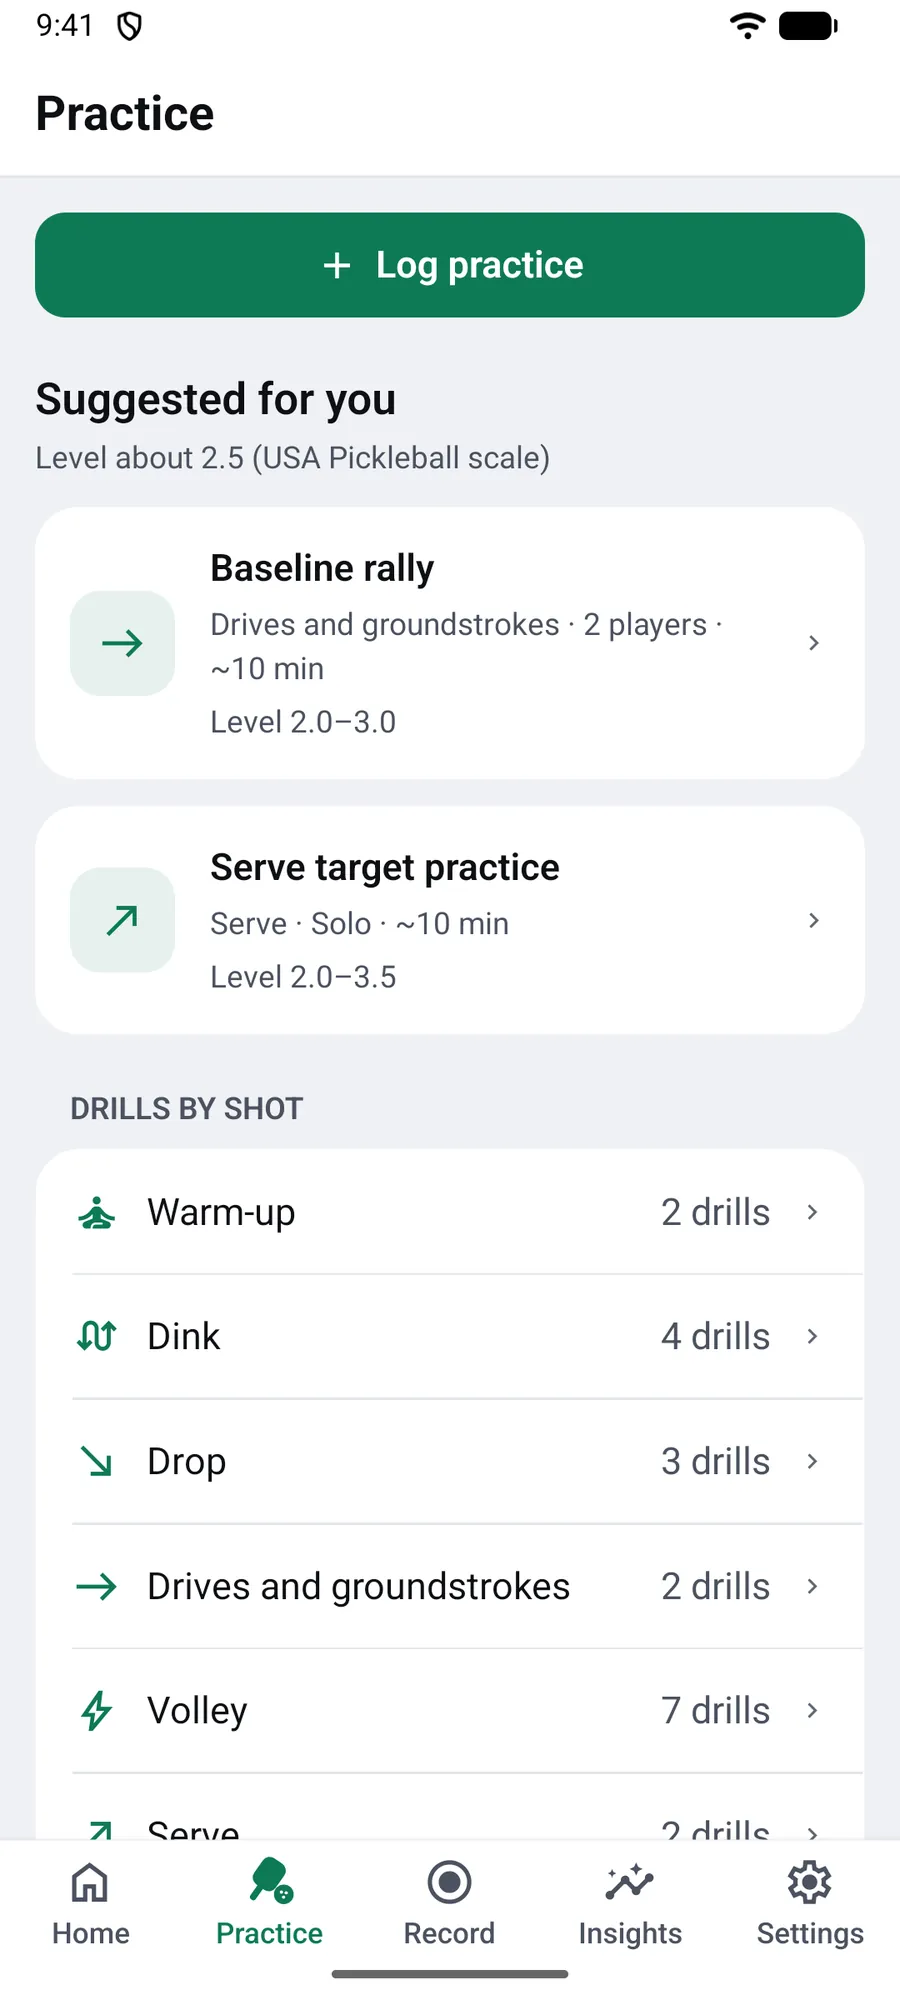 9:41
Practice
+ Log practice
Suggested for you
Level about 2.5 (USA Pickleball scale)
Baseline rally
Drives and groundstrokes · 2 players ·
~10 min
Level 2.0–3.0
Serve target practice
Serve · Solo · ~10 min
Level 2.0–3.5
DRILLS BY SHOT
Warm-up 2 drills
Dink 4 drills
Drop 3 drills
Drives and groundstrokes 2 drills
Volley 7 drills
Serve 2 drills
Home Practice Record Insights Settings